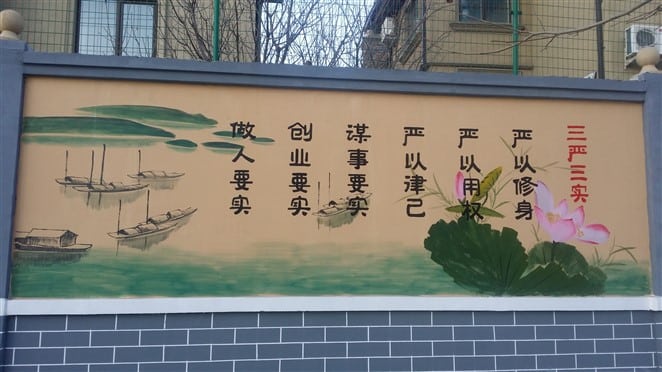 三严三实
严以修身
严以用权
严以律己
谋事要实
创业要实
做人要实